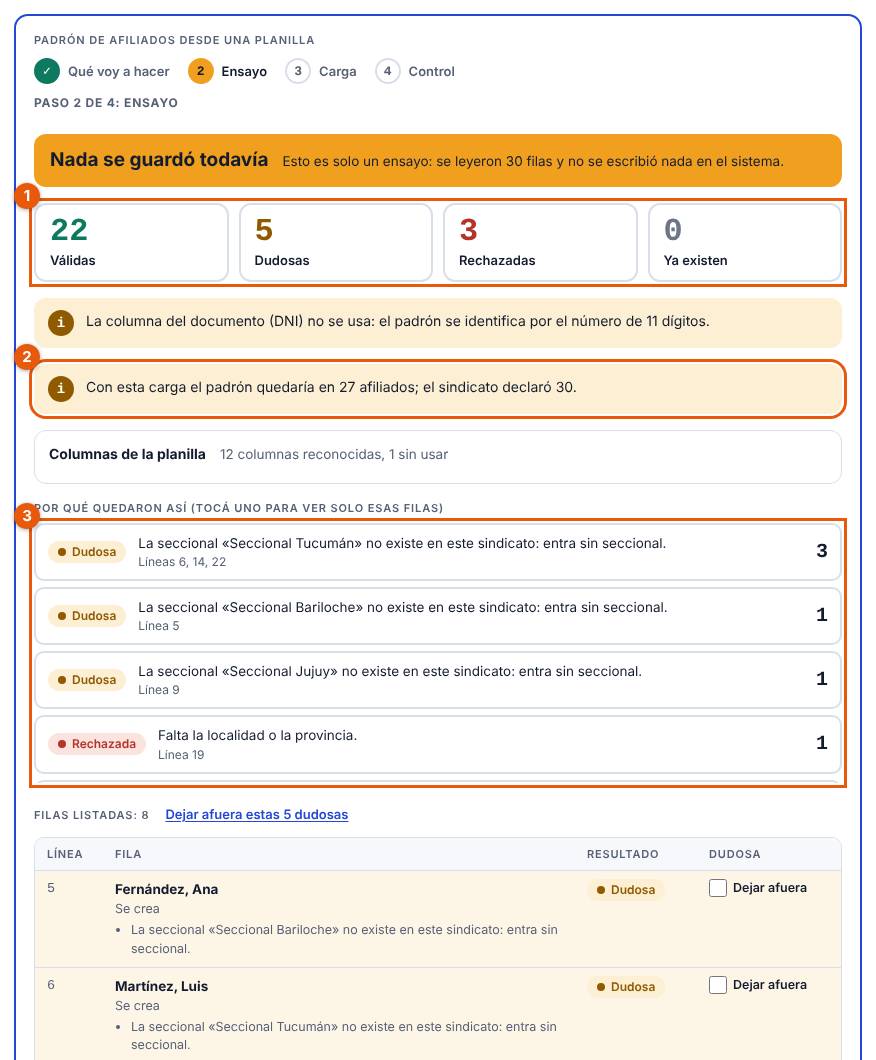 PADRÓN DE AFILIADOS DESDE UNA PLANILLA
✓ Qué voy a hacer 2 Ensayo 3 Carga 4 Control
PASO 2 DE 4: ENSAYO
Nada se guardó todavía Esto es solo un ensayo: se leyeron 30 filas y no se escribió nada en el sistema.
1
22 5 3 0
Válidas Dudosas Rechazadas Ya existen
i La columna del documento (DNI) no se usa: el padrón se identifica por el número de 11 dígitos.
2
i Con esta carga el padrón quedaría en 27 afiliados; el sindicato declaró 30.
Columnas de la planilla 12 columnas reconocidas, 1 sin usar
3
POR QUÉ QUEDARON ASÍ (TOCÁ UNO PARA VER SOLO ESAS FILAS)
Dudosa La seccional «Seccional Tucumán» no existe en este sindicato: entra sin seccional. 3
Líneas 6, 14, 22
Dudosa La seccional «Seccional Bariloche» no existe en este sindicato: entra sin seccional. 1
Línea 5
Dudosa La seccional «Seccional Jujuy» no existe en este sindicato: entra sin seccional. 1
Línea 9
Rechazada Falta la localidad o la provincia. 1
Línea 19
FILAS LISTADAS: 8 Dejar afuera estas 5 dudosas
LÍNEA FILA RESULTADO DUDOSA
5 Fernández, Ana Dudosa Dejar afuera
Se crea
• La seccional «Seccional Bariloche» no existe en este sindicato: entra sin
seccional.
6 Martínez, Luis Dudosa Dejar afuera
Se crea
• La seccional «Seccional Tucumán» no existe en este sindicato: entra sin
seccional.